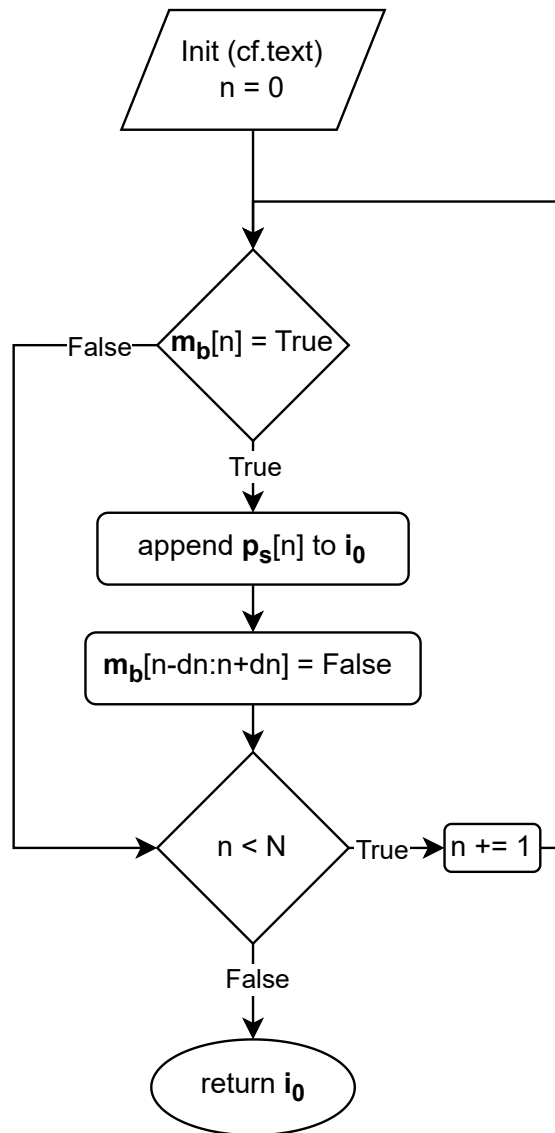 Init (cf.text)
n = 0
m_b[n] = True
False
True
append p_s[n] to i_0
m_b[n-dn:n+dn] = False
n < N
True
n += 1
False
return i_0